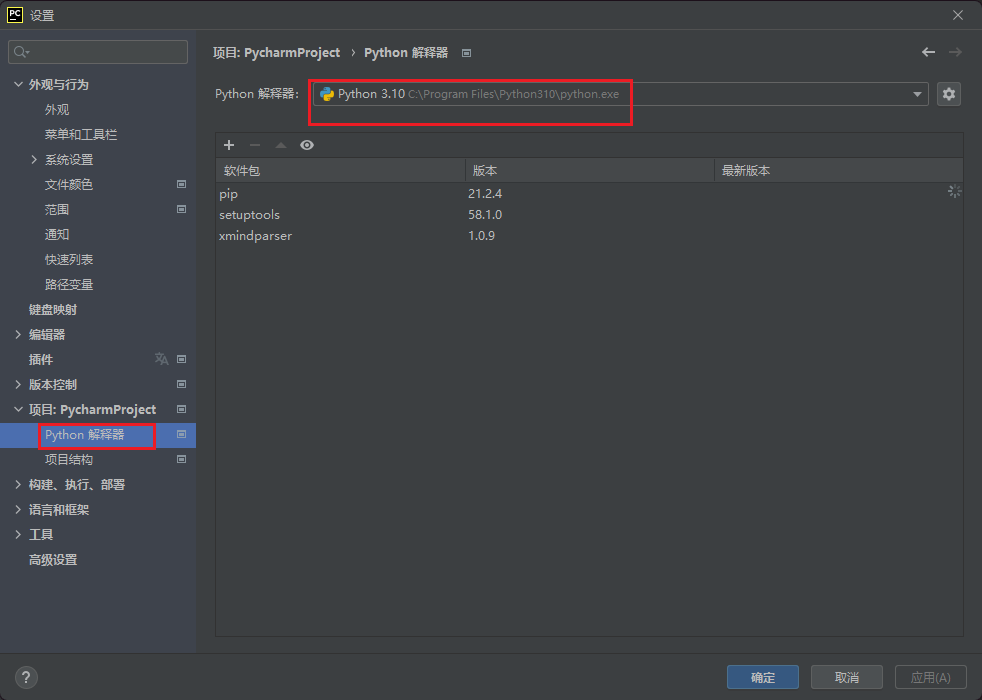 PC 设置
项目: PycharmProject › Python 解释器
Python 解释器: Python 3.10 C:\Program Files\Python310\python.exe
外观与行为
外观
菜单和工具栏
系统设置
文件颜色
范围
通知
快速列表
路径变量
键盘映射
编辑器
插件
版本控制
项目: PycharmProject
Python 解释器
项目结构
构建、执行、部署
语言和框架
工具
高级设置
软件包 版本 最新版本
pip 21.2.4
setuptools 58.1.0
xmindparser 1.0.9
? 确定 取消 应用(A)